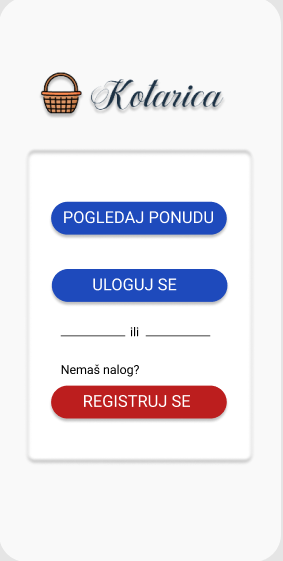 Kotarica
POGLEDAJ PONUDU
ULOGUJ SE
ili
Nemaš nalog?
REGISTRUJ SE